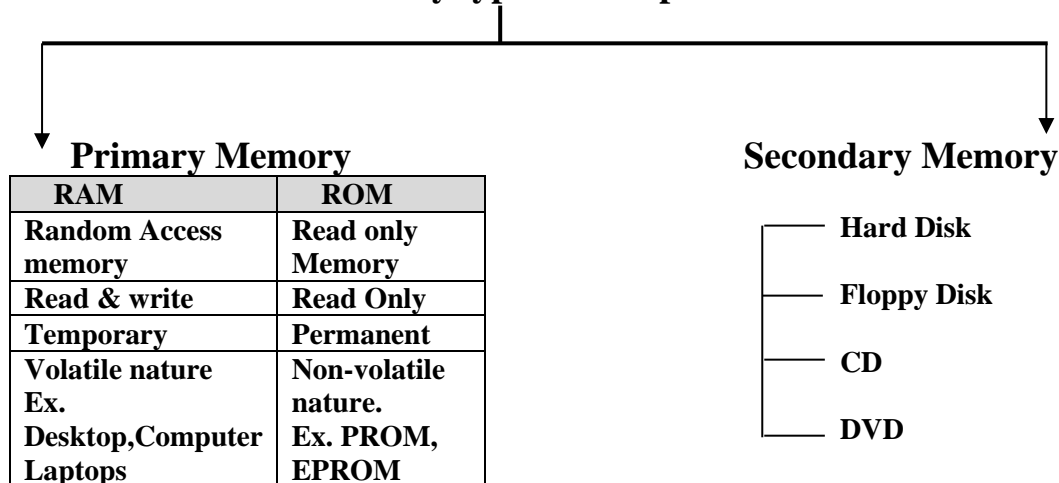 Primary Memory
Secondary Memory
RAM ROM
Random Access memory
Read only Memory
Read & write
Read Only
Temporary
Permanent
Volatile nature
Ex.
Desktop,Computer
Laptops
Non-volatile
nature.
Ex. PROM,
EPROM
Hard Disk
Floppy Disk
CD
DVD